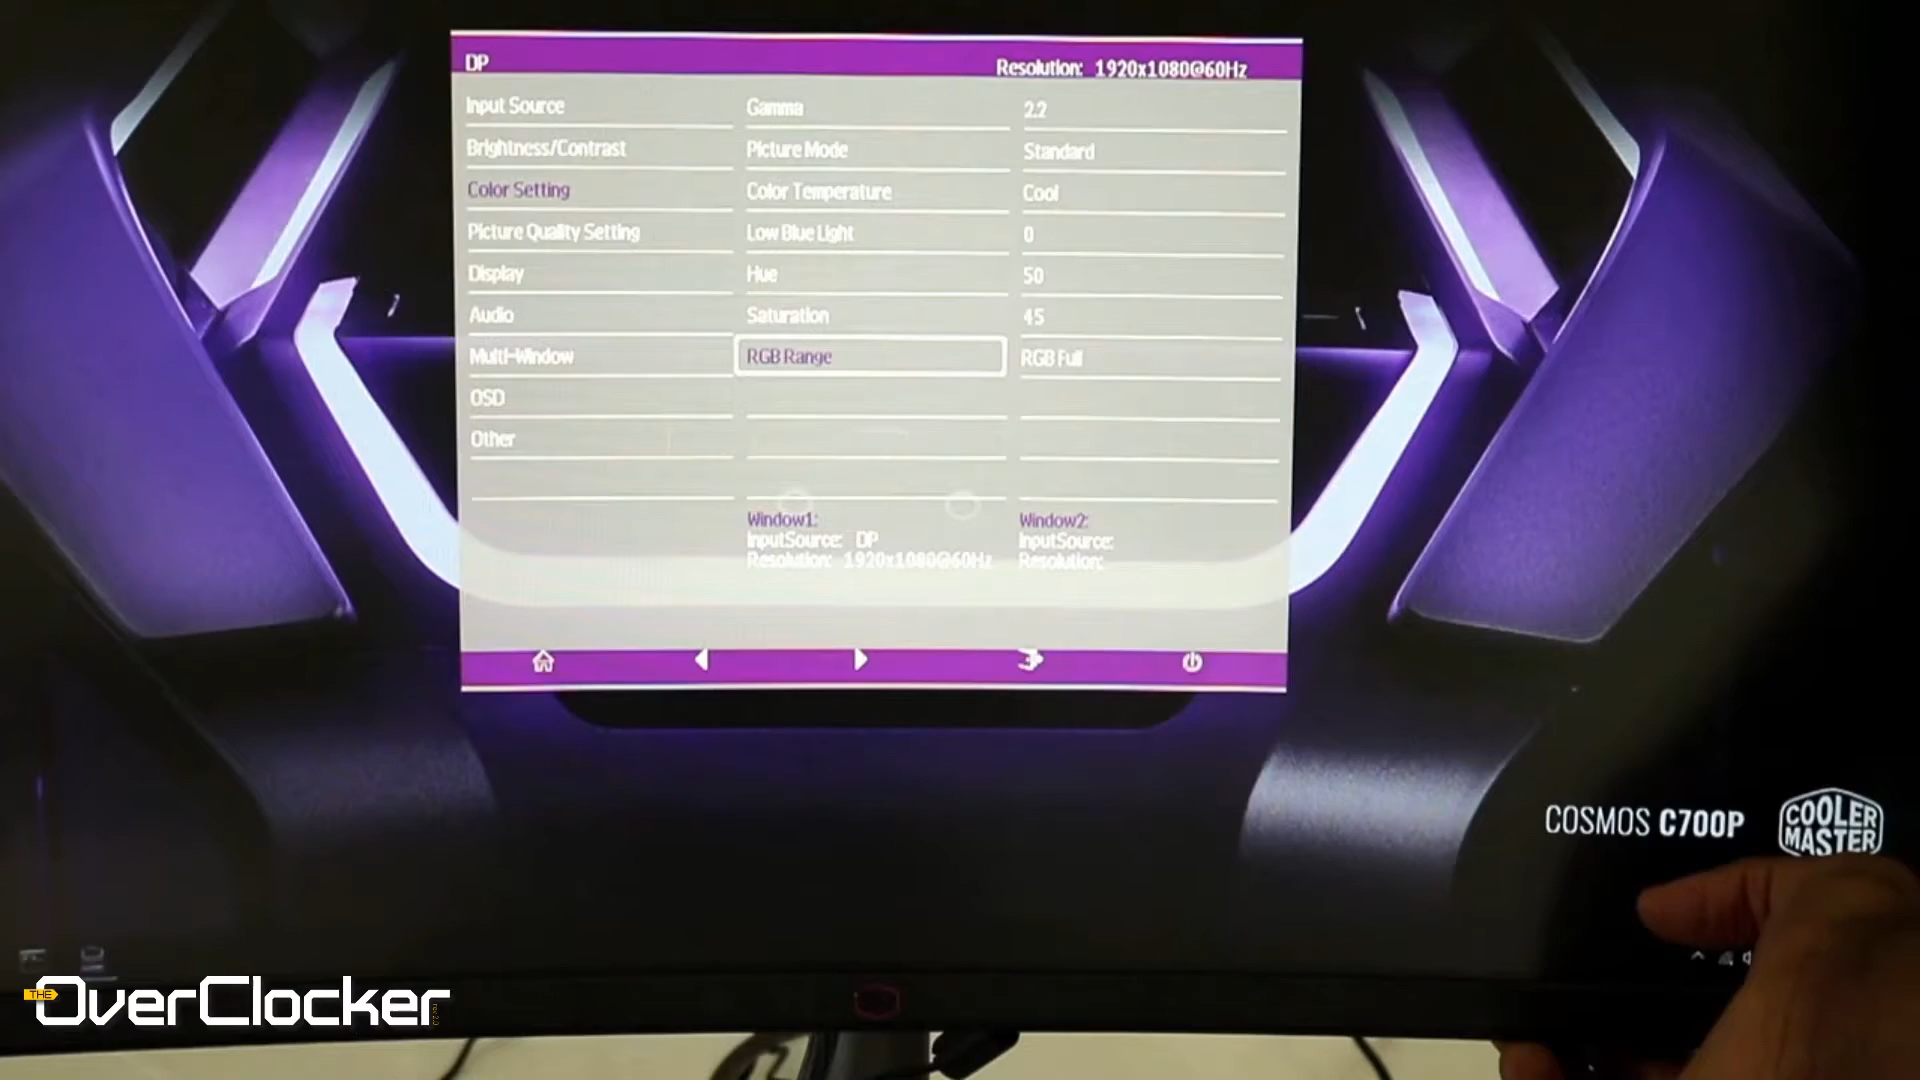 DP
Resolution: 1920x1080@60Hz
Input Source
Gamma
2.2
Brightness/Contrast
Picture Mode
Standard
Color Setting
Color Temperature
Cool
Picture Quality Setting
Low Blue Light
0
Display
Hue
50
Audio
Saturation
45
Multi-Window
RGB Range
RGB Full
OSD
Other
Window1:
InputSource: DP
Resolution: 1920x1080@60Hz
Window2:
InputSource:
Resolution:
COSMOS C700P
COOLER
MASTER
THE
OverClocker